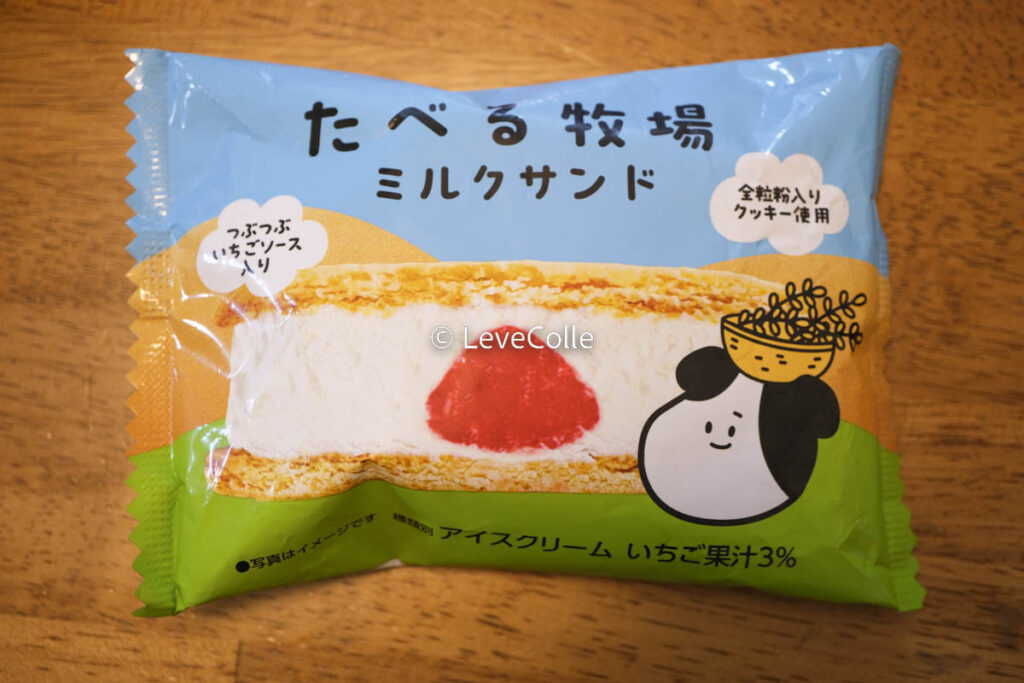 たべる牧場
ミルクサンド
つぶつぶ
いちごソース
入り
全粒粉入り
クッキー使用
© LeveColle
●写真はイメージです
種類別 アイスクリーム いちご果汁3%